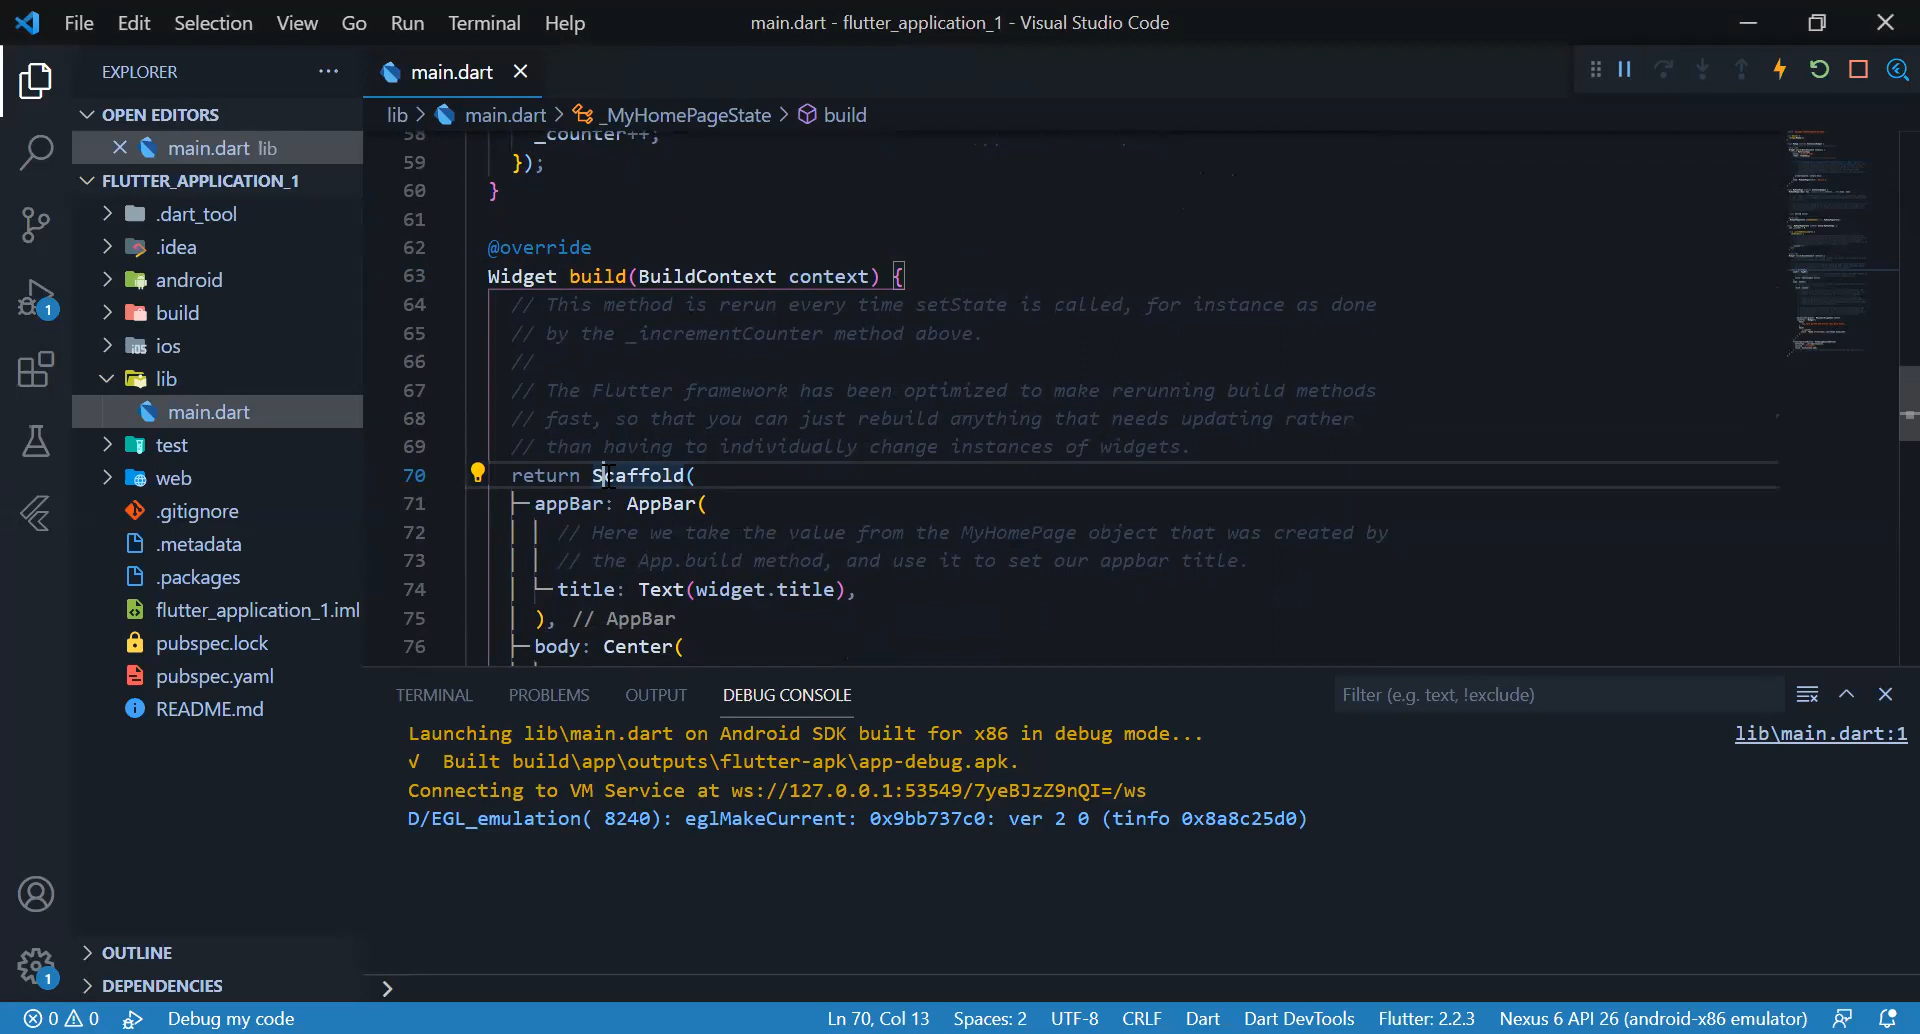 File Edit Selection View Go Run Terminal Help
main.dart - flutter_application_1 - Visual Studio Code
EXPLORER
OPEN EDITORS
main.dart lib
FLUTTER_APPLICATION_1
.dart_tool
.idea
android
build
ios
lib
main.dart
test
web
.gitignore
.metadata
.packages
flutter_application_1.iml
pubspec.lock
pubspec.yaml
README.md
OUTLINE
DEPENDENCIES
1
1
main.dart
lib > main.dart > _MyHomePageState > build
58 _counter++;
59 });
60 }
61
62 @override
63 Widget build(BuildContext context) {
64 // This method is rerun every time setState is called, for instance as done
65 // by the _incrementCounter method above.
66 //
67 // The Flutter framework has been optimized to make rerunning build methods
68 // fast, so that you can just rebuild anything that needs updating rather
69 // than having to individually change instances of widgets.
70 return Scaffold(
71 appBar: AppBar(
72 // Here we take the value from the MyHomePage object that was created by
73 // the App.build method, and use it to set our appbar title.
74 title: Text(widget.title),
75 ), // AppBar
76 body: Center(
TERMINAL PROBLEMS OUTPUT DEBUG CONSOLE
Filter (e.g. text, !exclude)
Launching lib\main.dart on Android SDK built for x86 in debug mode...
lib\main.dart:1
√ Built build\app\outputs\flutter-apk\app-debug.apk.
Connecting to VM Service at ws://127.0.0.1:53549/7yeBJzZ9nQI=/ws
D/EGL_emulation( 8240): eglMakeCurrent: 0x9bb737c0: ver 2 0 (tinfo 0x8a8c25d0)
>
0 0 Debug my code
Ln 70, Col 13 Spaces: 2 UTF-8 CRLF Dart Dart DevTools Flutter: 2.2.3 Nexus 6 API 26 (android-x86 emulator)